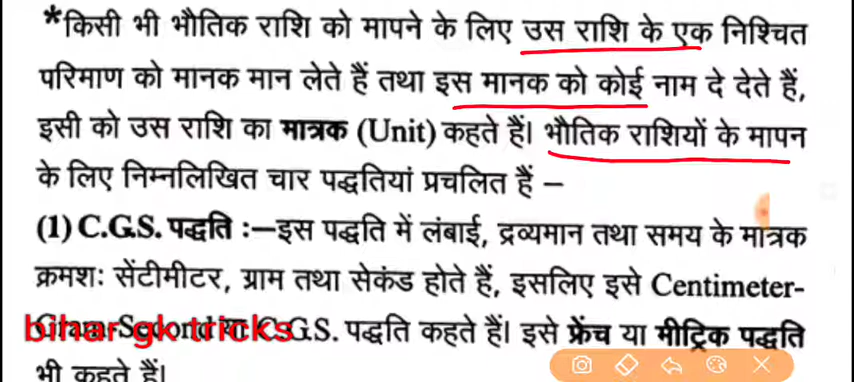 *किसी भी भौतिक राशि को मापने के लिए उस राशि के एक निश्चित
परिमाण को मानक मान लेते हैं तथा इस मानक को कोई नाम दे देते हैं,
इसी को उस राशि का मात्रक (Unit) कहते हैं। भौतिक राशियों के मापन
के लिए निम्नलिखित चार पद्धतियां प्रचलित हैं –
(1) C.G.S. पद्धति :–इस पद्धति में लंबाई, द्रव्यमान तथा समय के मात्रक
क्रमशः सेंटीमीटर, ग्राम तथा सेकंड होते हैं, इसलिए इसे Centimeter-
bihar gk tricks
Gram-Second या C.G.S. पद्धति कहते हैं। इसे फ्रेंच या मीट्रिक पद्धति
भी कहते हैं।